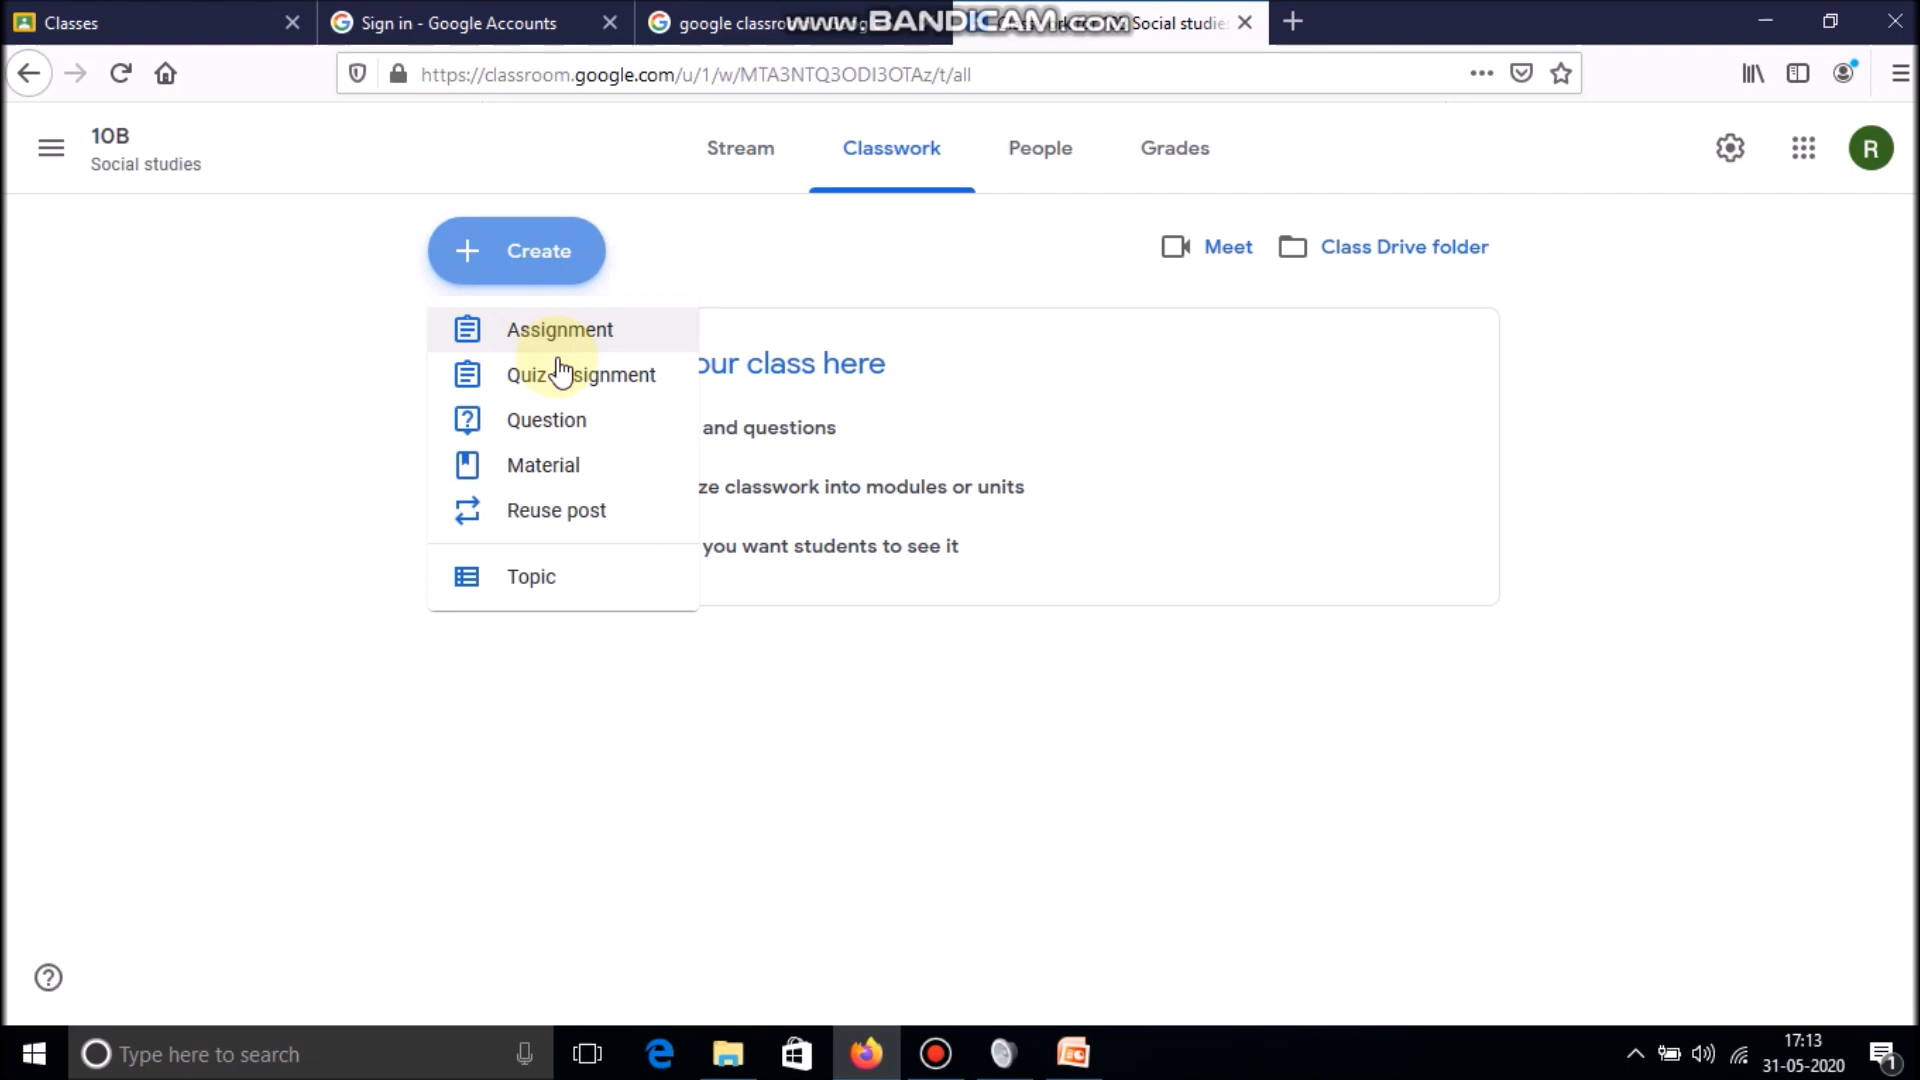 Classes
Sign in - Google Accounts
google classro
www.BANDICAM.com
Social studie
https://classroom.google.com/u/1/w/MTA3NTQ3ODI3OTAz/t/all
10B
Social studies
Stream
Classwork
People
Grades
R
Create
Meet
Class Drive folder
Assignment
our class here
Quiz assignment
Question
and questions
Material
ze classwork into modules or units
Reuse post
you want students to see it
Topic
Type here to search
17:13
31-05-2020
1